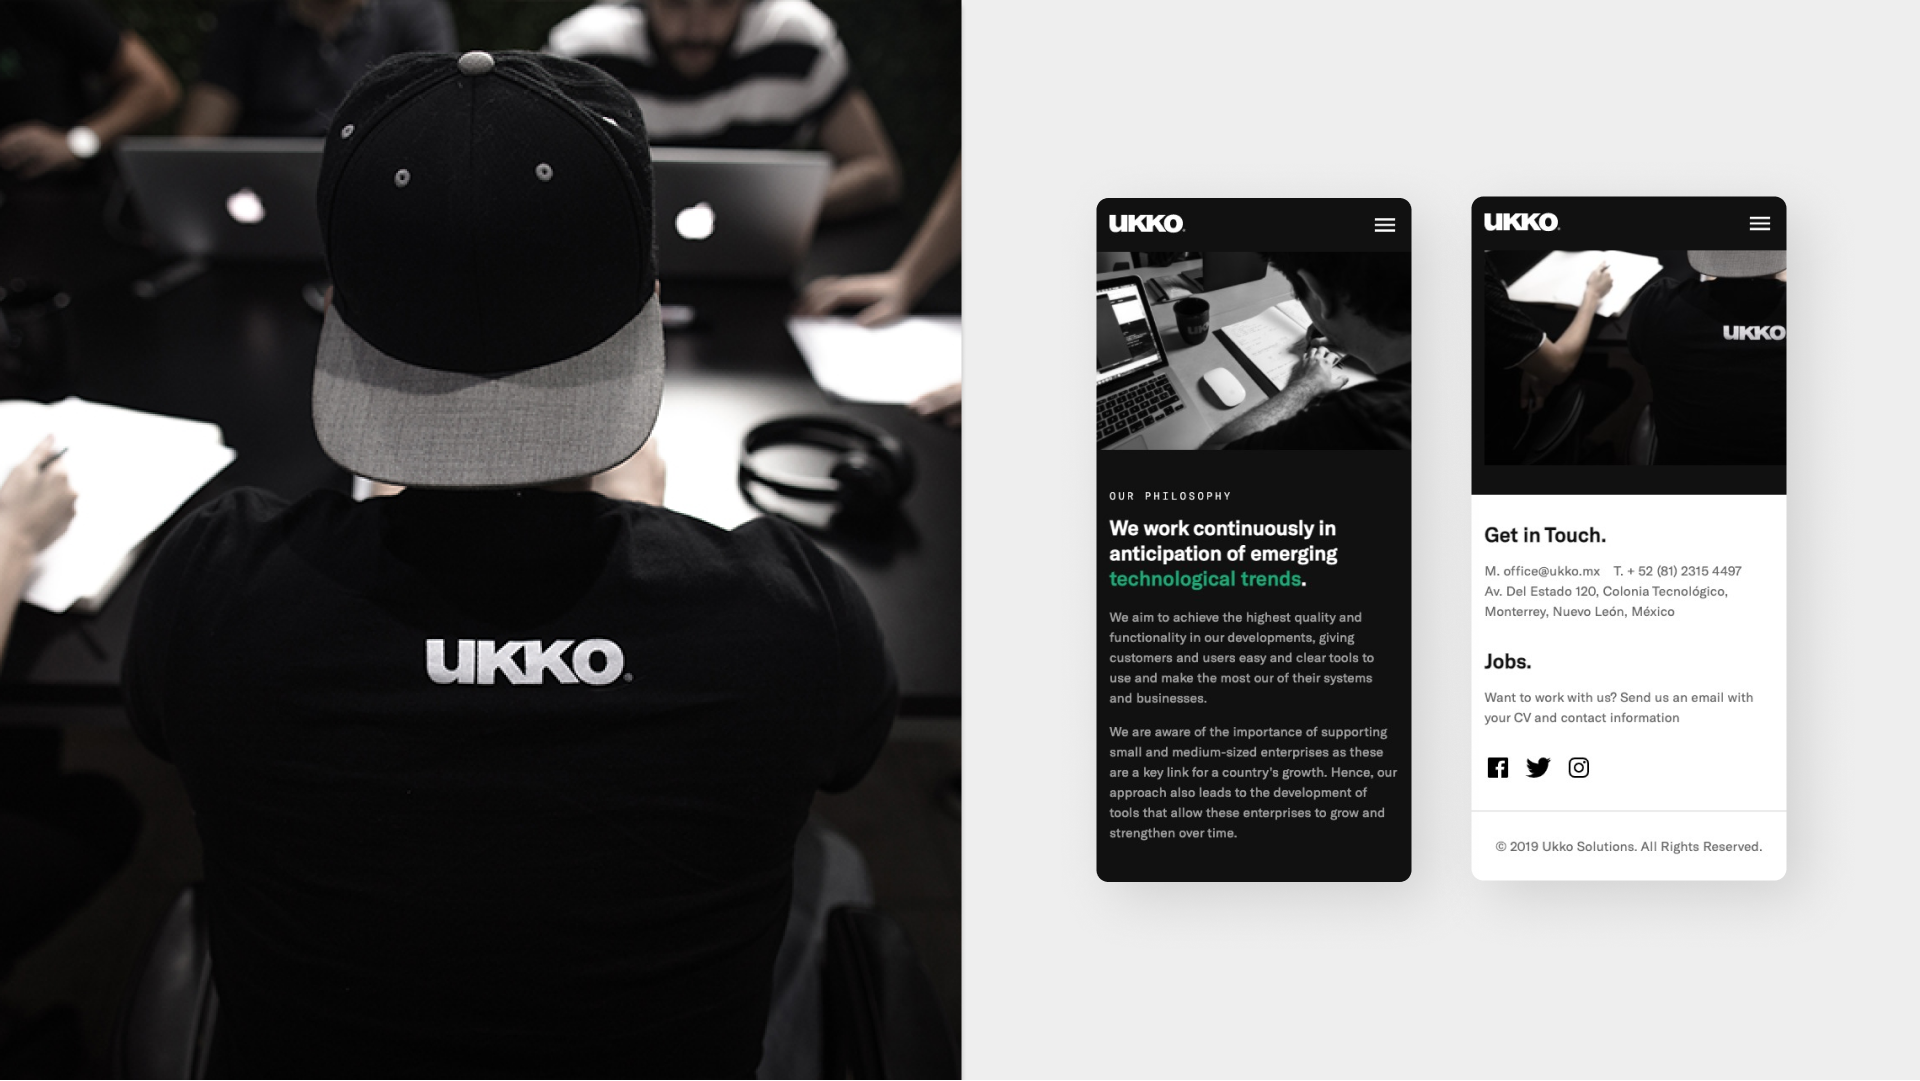 UKKO
UKKO
OUR PHILOSOPHY
We work continuously in
anticipation of emerging
technological trends.
We aim to achieve the highest quality and
functionality in our developments, giving
customers and users easy and clear tools to
use and make the most our of their systems
and businesses.
We are aware of the importance of supporting
small and medium-sized enterprises as these
are a key link for a country's growth. Hence, our
approach also leads to the development of
tools that allow these enterprises to grow and
strengthen over time.
UKKO
UKKO
Get in Touch.
M. office@ukko.mx T. + 52 (81) 2315 4497
Av. Del Estado 120, Colonia Tecnológico,
Monterrey, Nuevo León, México
Jobs.
Want to work with us? Send us an email with
your CV and contact information
© 2019 Ukko Solutions. All Rights Reserved.